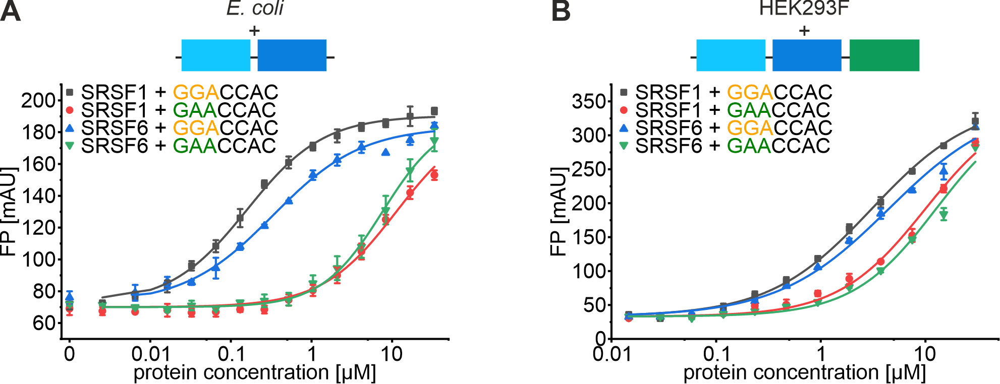 A
E. coli
+
SRSF1 + GGACCAC
SRSF1 + GAACCAC
SRSF6 + GGACCAC
SRSF6 + GAACCAC
FP [mAU]
200
180
160
140
120
100
80
60
0 0.01 0.1 1 10
protein concentration [µM]
B
HEK293F
+
SRSF1 + GGACCAC
SRSF1 + GAACCAC
SRSF6 + GGACCAC
SRSF6 + GAACCAC
FP [mAU]
350
300
250
200
150
100
50
0
0.01 0.1 1 10
protein concentration [µM]